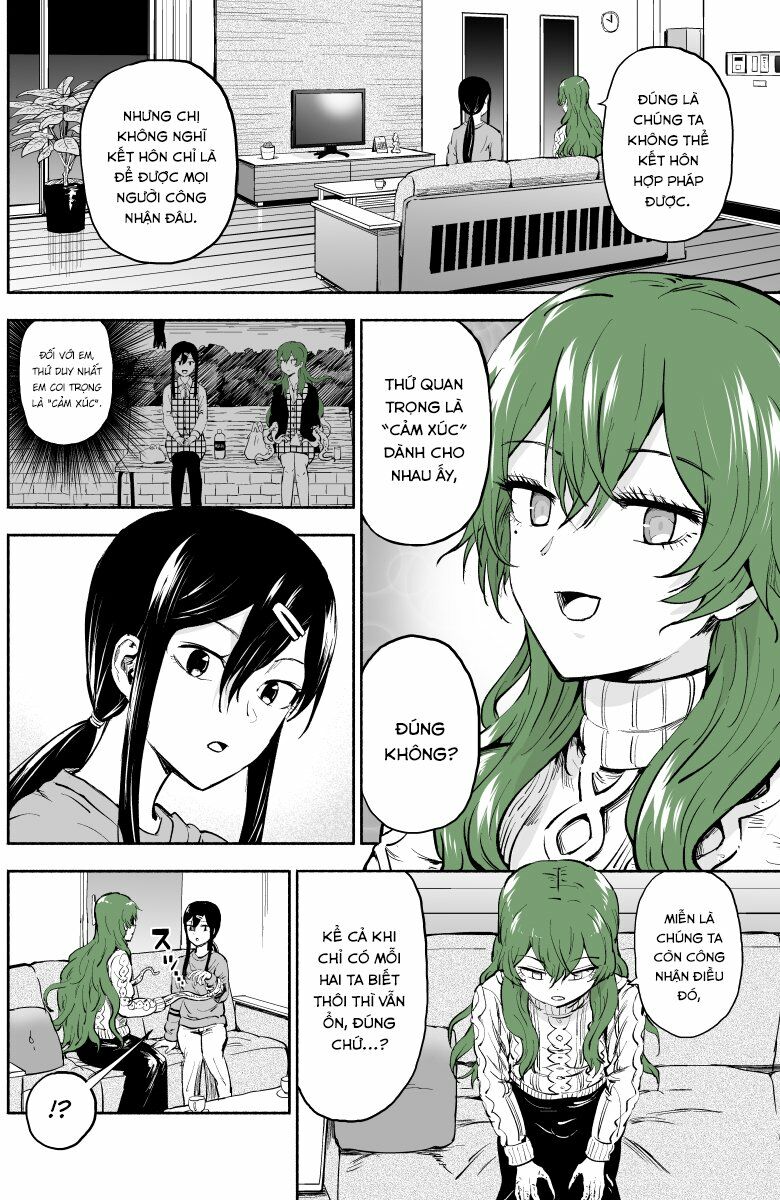 ĐÚNG LÀ
CHÚNG TA
KHÔNG THỂ
KẾT HÔN
HỢP PHÁP
ĐƯỢC.
NHƯNG CHỊ
KHÔNG NGHĨ
KẾT HÔN CHỈ LÀ
ĐỂ ĐƯỢC MỌI
NGƯỜI CÔNG
NHẬN ĐÂU.
THỨ QUAN
TRỌNG LÀ
“CẢM XÚC”
DÀNH CHO
NHAU ẤY,
ĐỐI VỚI EM,
THỨ DUY NHẤT
EM COI TRỌNG
LÀ "CẢM XÚC".
ĐÚNG
KHÔNG?
MIỄN LÀ
CHÚNG TA
CÒN CÔNG
NHẬN ĐIỀU
ĐÓ,
KỂ CẢ KHI
CHỈ CÓ MỖI
HAI TA BIẾT
THÔI THÌ VẪN
ỔN, ĐÚNG
CHỨ...?
スッ...
!?